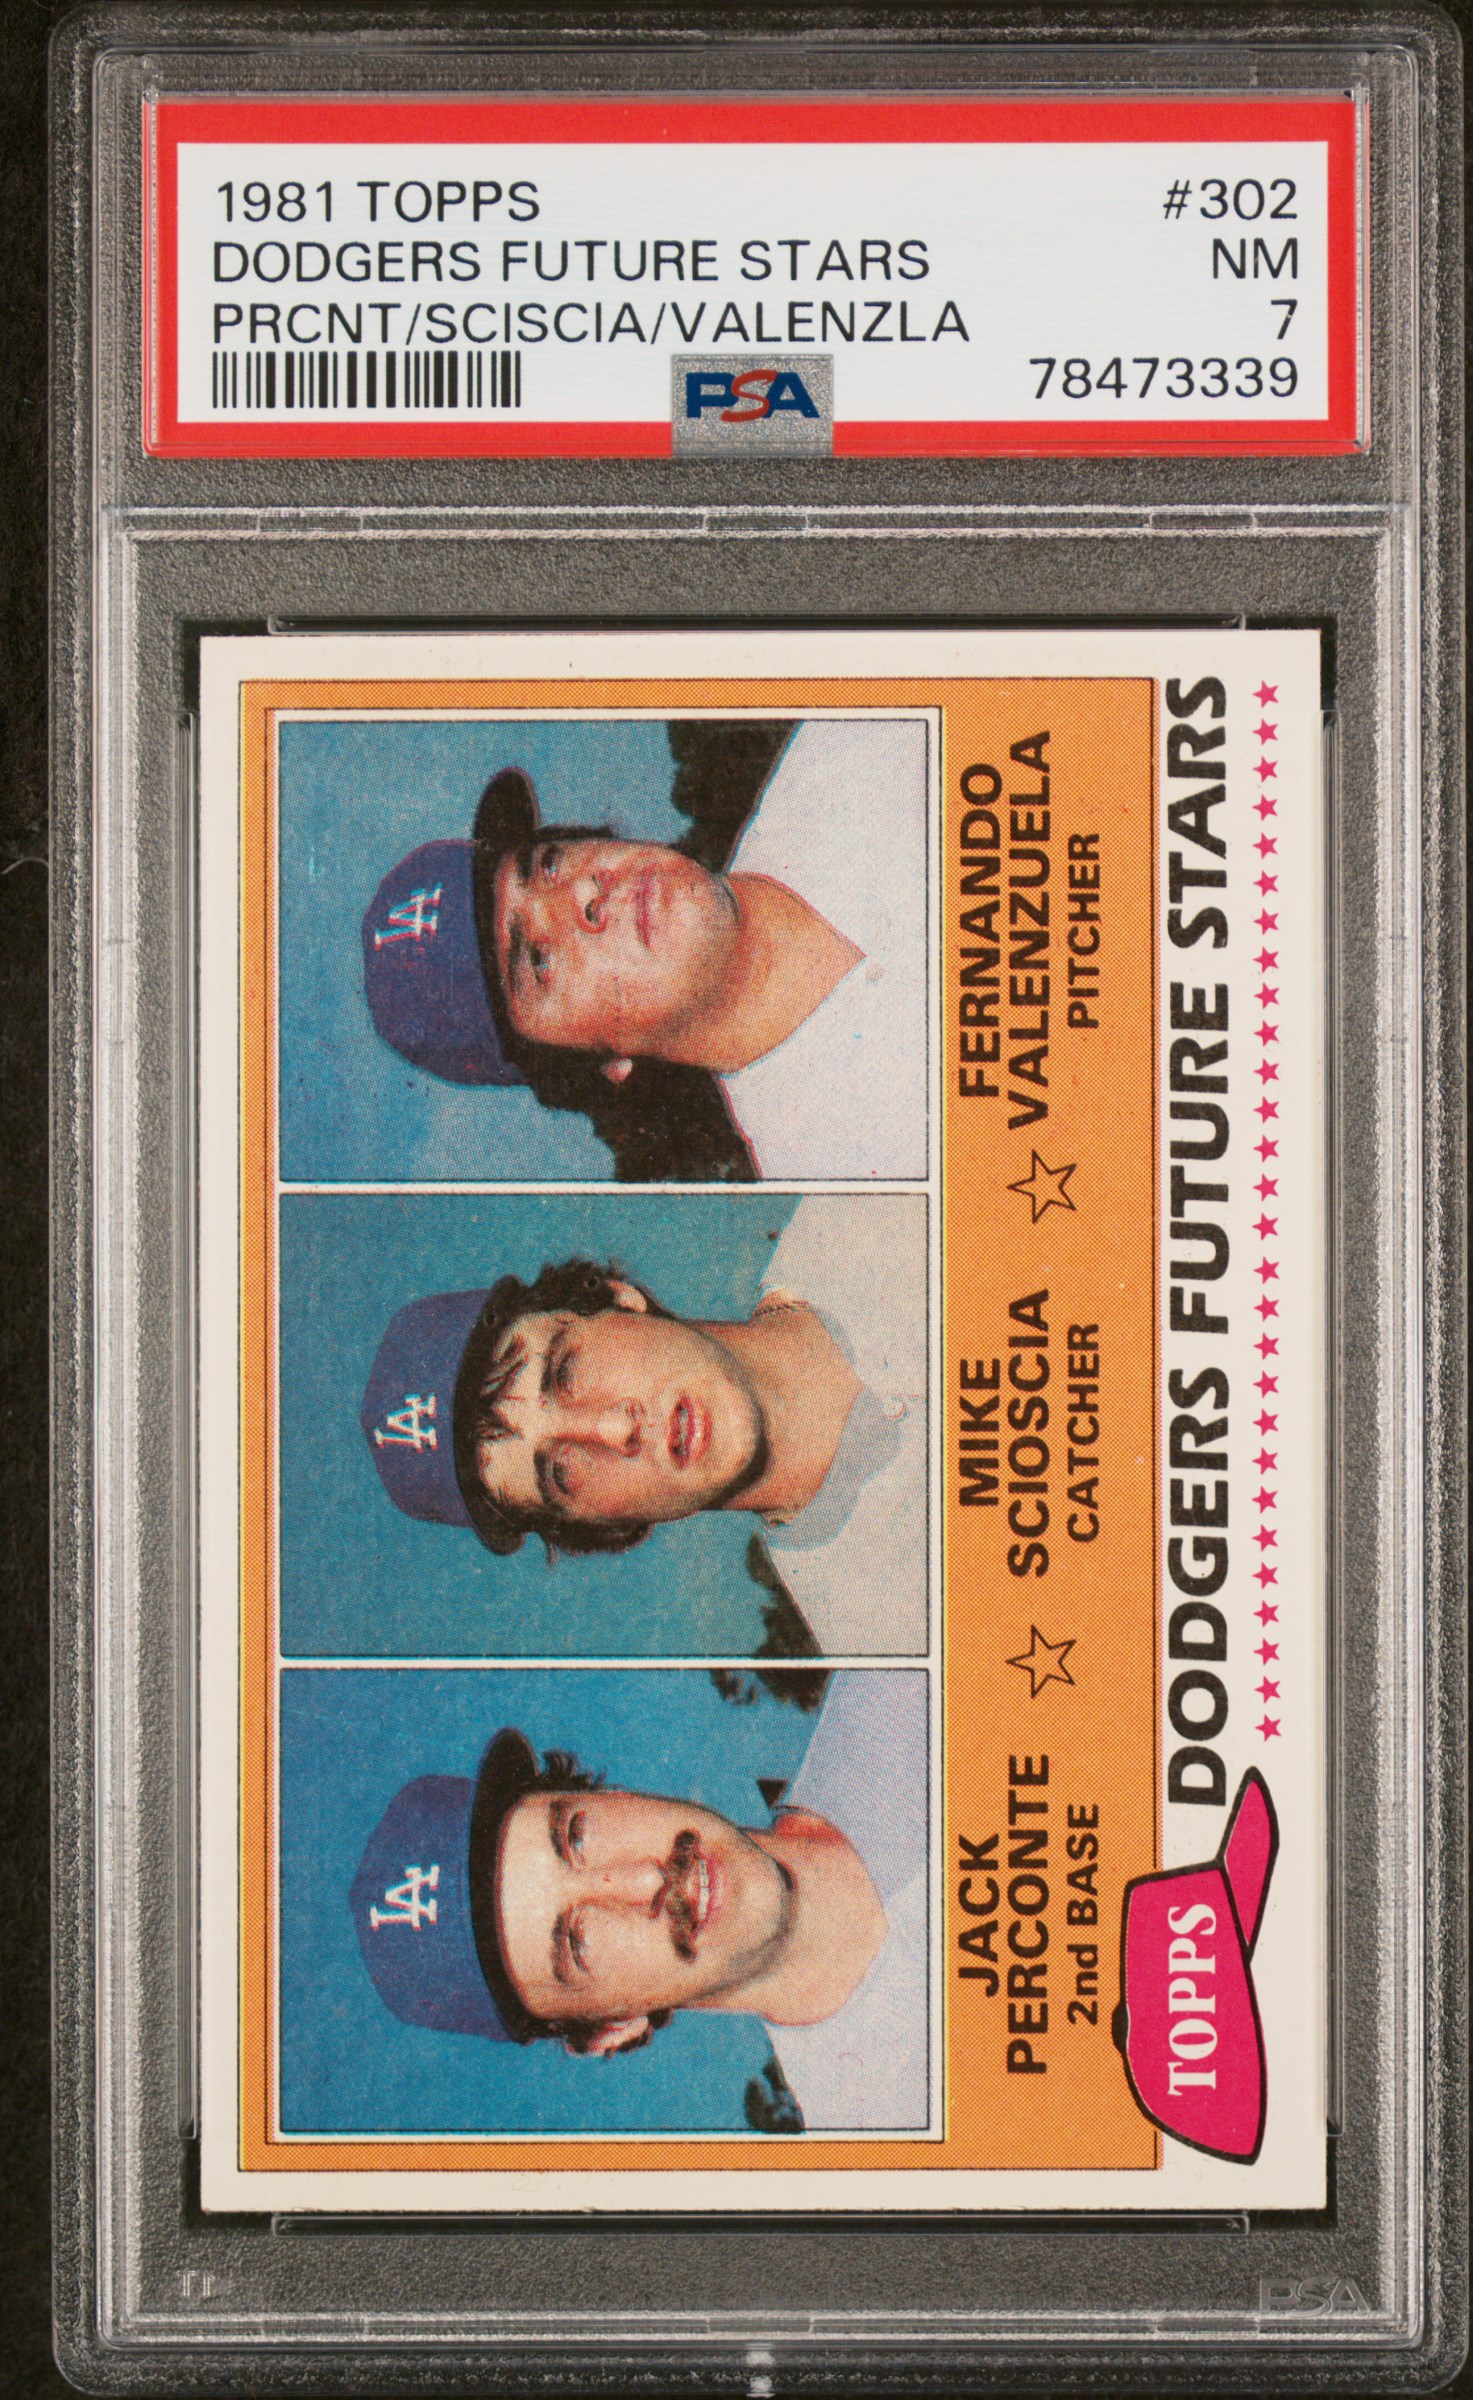 1981 TOPPS #302
DODGERS FUTURE STARS NM
PRCNT/SCISCIA/VALENZLA 7
PSA 78473339
LA
LA
LA
JACK
PERCONTE
2nd BASE
MIKE
SCIOSCIA
CATCHER
FERNANDO
VALENZUELA
PITCHER
TOPPS DODGERS FUTURE STARS
PSA